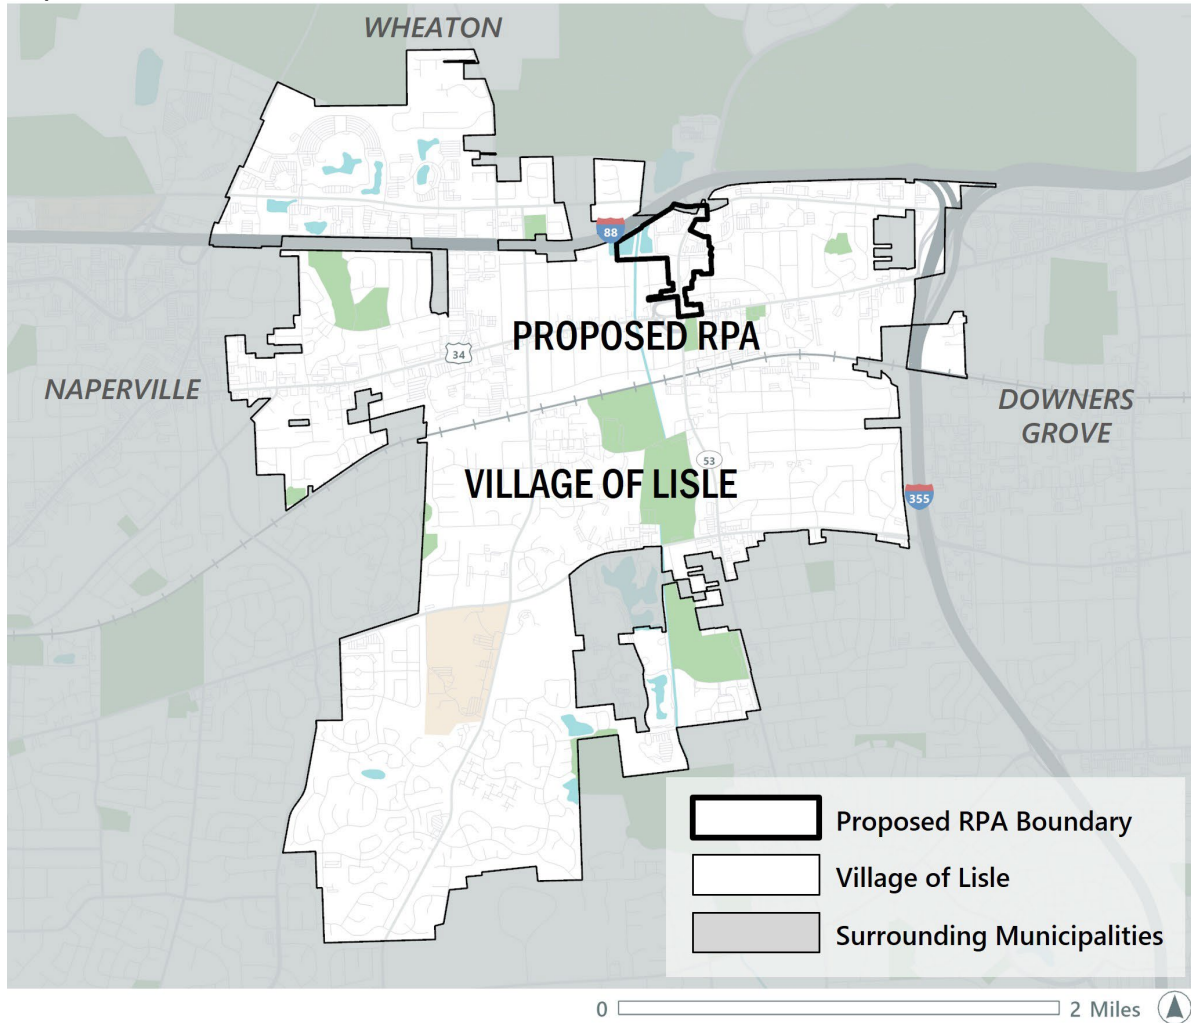 WHEATON
88
PROPOSED RPA
34
NAPERVILLE
DOWNERS
GROVE
53
VILLAGE OF LISLE
355
Proposed RPA Boundary
Village of Lisle
Surrounding Municipalities
0
2 Miles